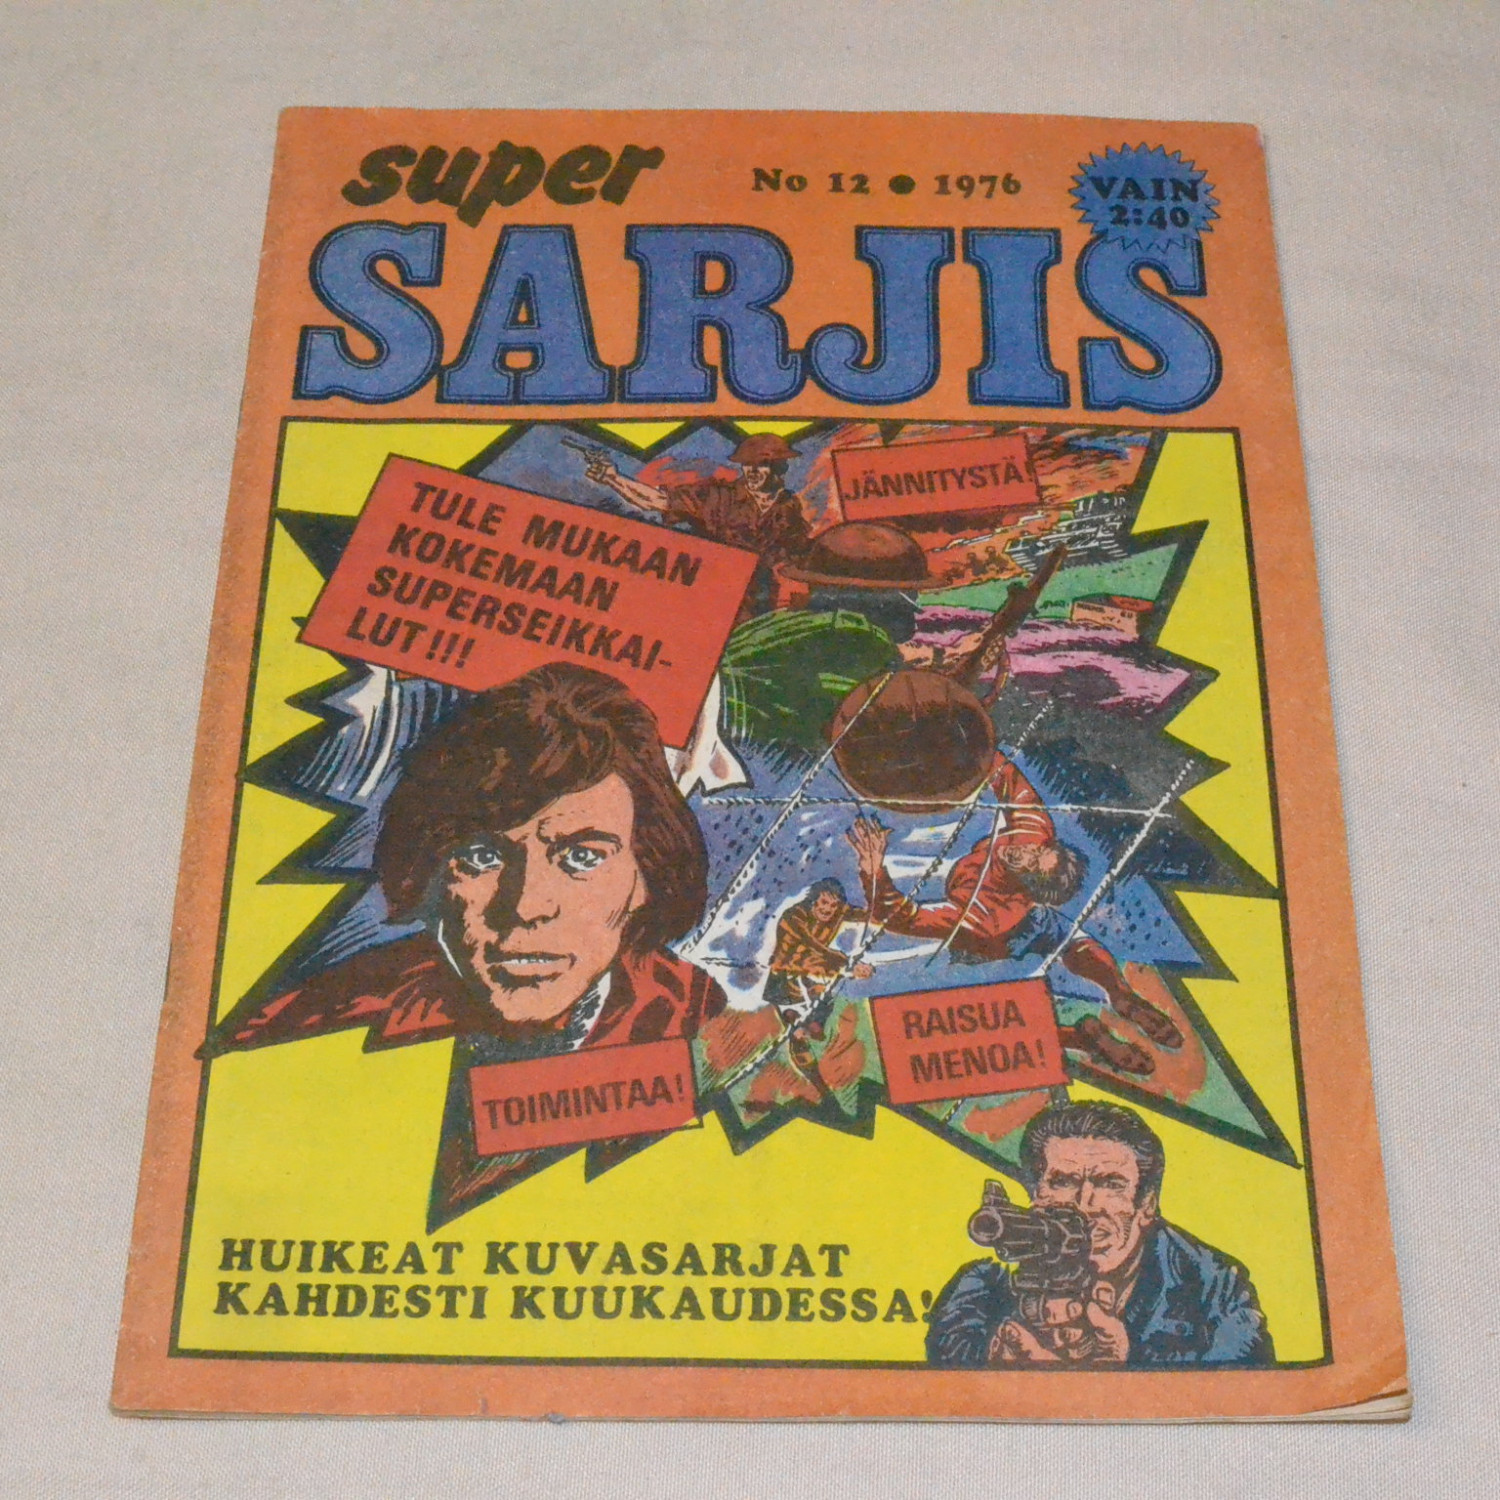 super
No 12 ● 1976
VAIN
2:40
SARJIS
JÄNNITYSTÄ!
TULE MUKAAN
KOKEMAAN
SUPERSEIKKAI-
LUT!!!
RAISUA
MENOA!
TOIMINTAA!
HUIKEAT KUVASARJAT
KAHDESTI KUUKAUDESSA!